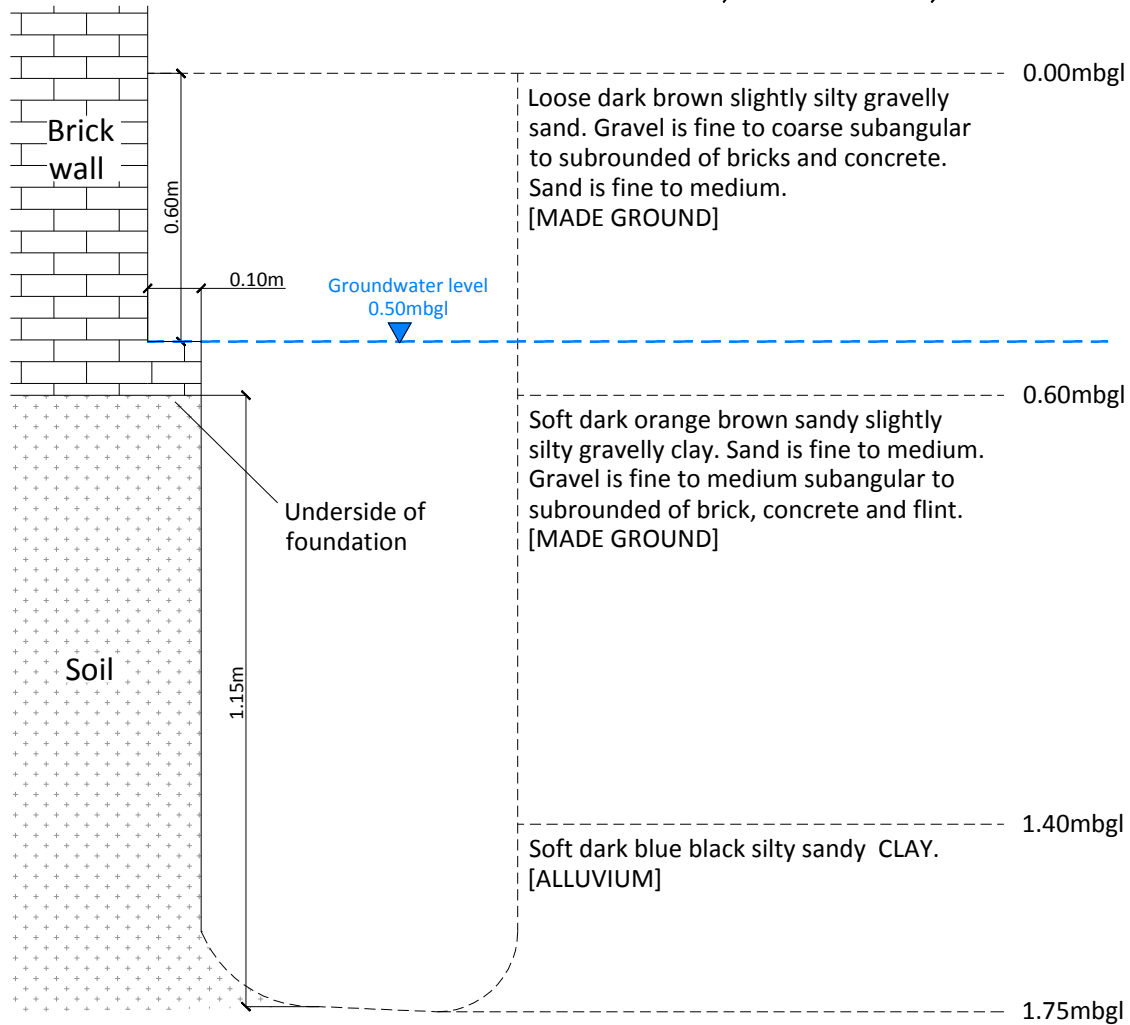 0.00mbgl
Loose dark brown slightly silty gravelly
sand. Gravel is fine to coarse subangular
to subrounded of bricks and concrete.
Sand is fine to medium.
[MADE GROUND]
Brick
wall
0.60m
0.10m
Groundwater level
0.50mbgl
0.60mbgl
Soft dark orange brown sandy slightly
silty gravelly clay. Sand is fine to medium.
Gravel is fine to medium subangular to
subrounded of brick, concrete and flint.
[MADE GROUND]
Underside of
foundation
Soil
1.15m
1.40mbgl
Soft dark blue black silty sandy CLAY.
[ALLUVIUM]
1.75mbgl